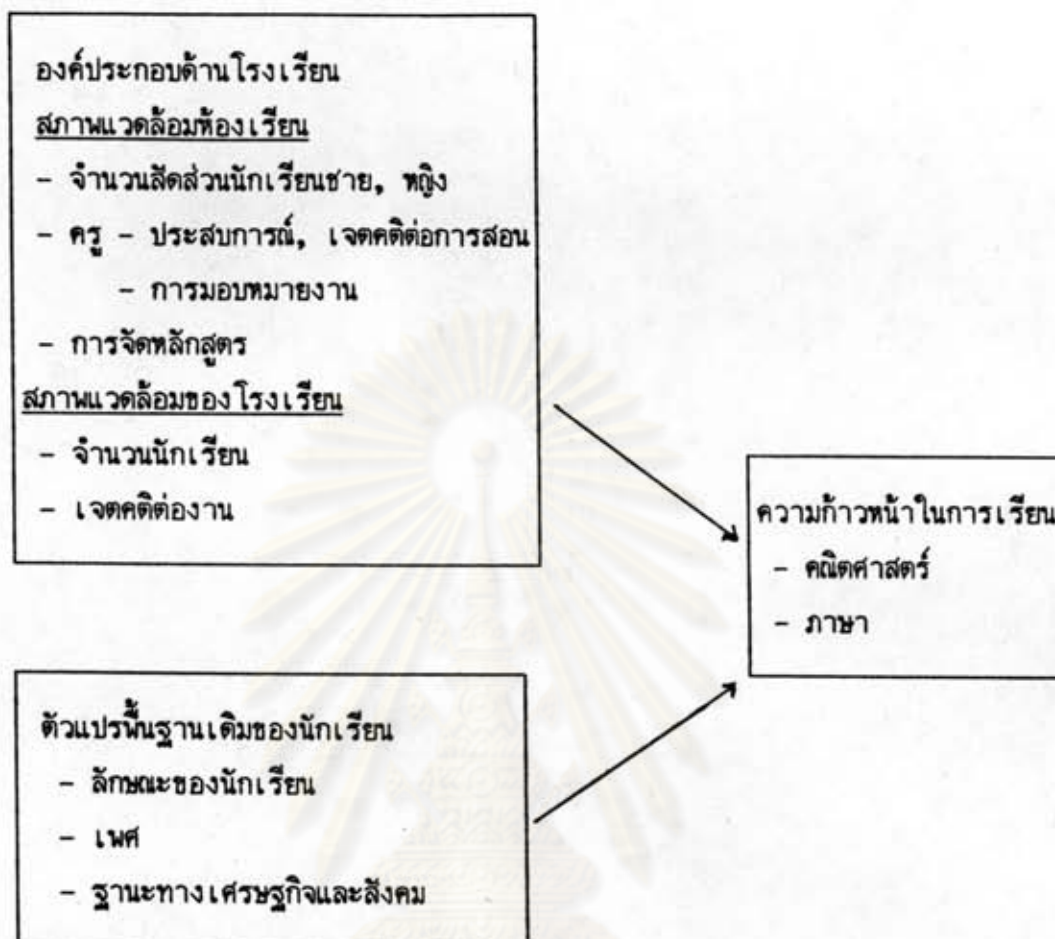 องค์ประกอบด้านโรงเรียน
สภาพแวดล้อมห้องเรียน
- จำนวนสัดส่วนนักเรียนชาย, หญิง
- ครู - ประสบการณ์, เจตคติต่อการสอน
- การมอบหมายงาน
- การจัดหลักสูตร
สภาพแวดล้อมของโรงเรียน
- จำนวนนักเรียน
- เจตคติต่องาน
ความก้าวหน้าในการเรียน
- คณิตศาสตร์
- ภาษา
ตัวแปรพื้นฐานเดิมของนักเรียน
- ลักษณะของนักเรียน
- เพศ
- ฐานะทางเศรษฐกิจและสังคม